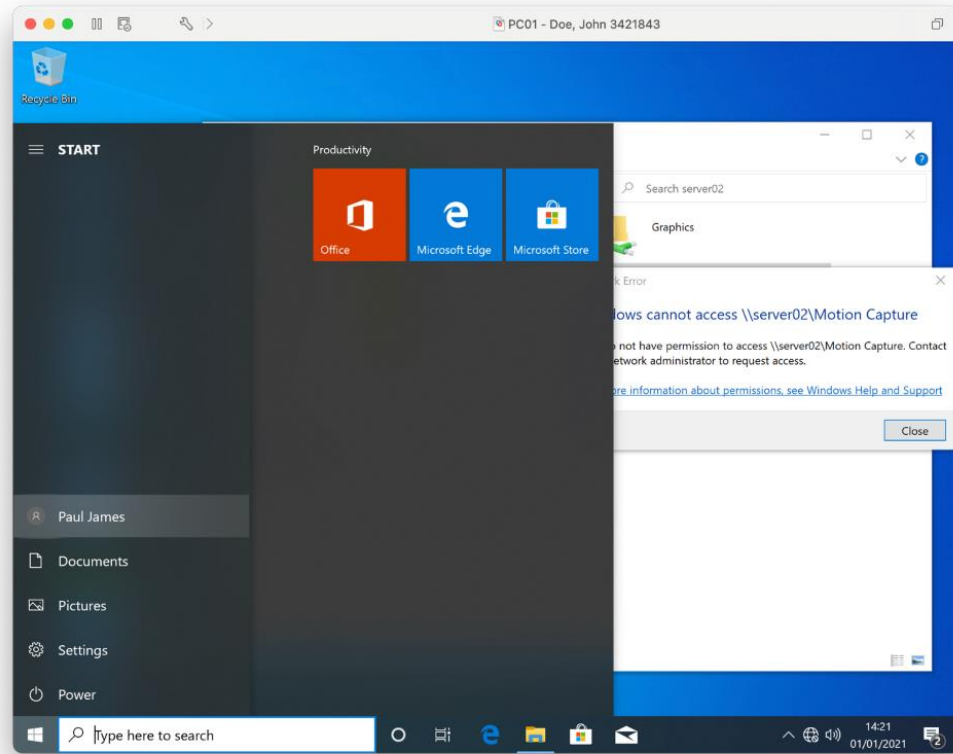 PC01 - Doe, John 3421843
Recycle Bin
START
Productivity
Office
Microsoft Edge
Microsoft Store
Search server02
Graphics
k Error
lows cannot access \\server02\Motion Capture
not have permission to access \\server02\Motion Capture. Contact
etwork administrator to request access.
ore information about permissions, see Windows Help and Support
Close
Paul James
Documents
Pictures
Settings
Power
Type here to search
14:21
01/01/2021
2